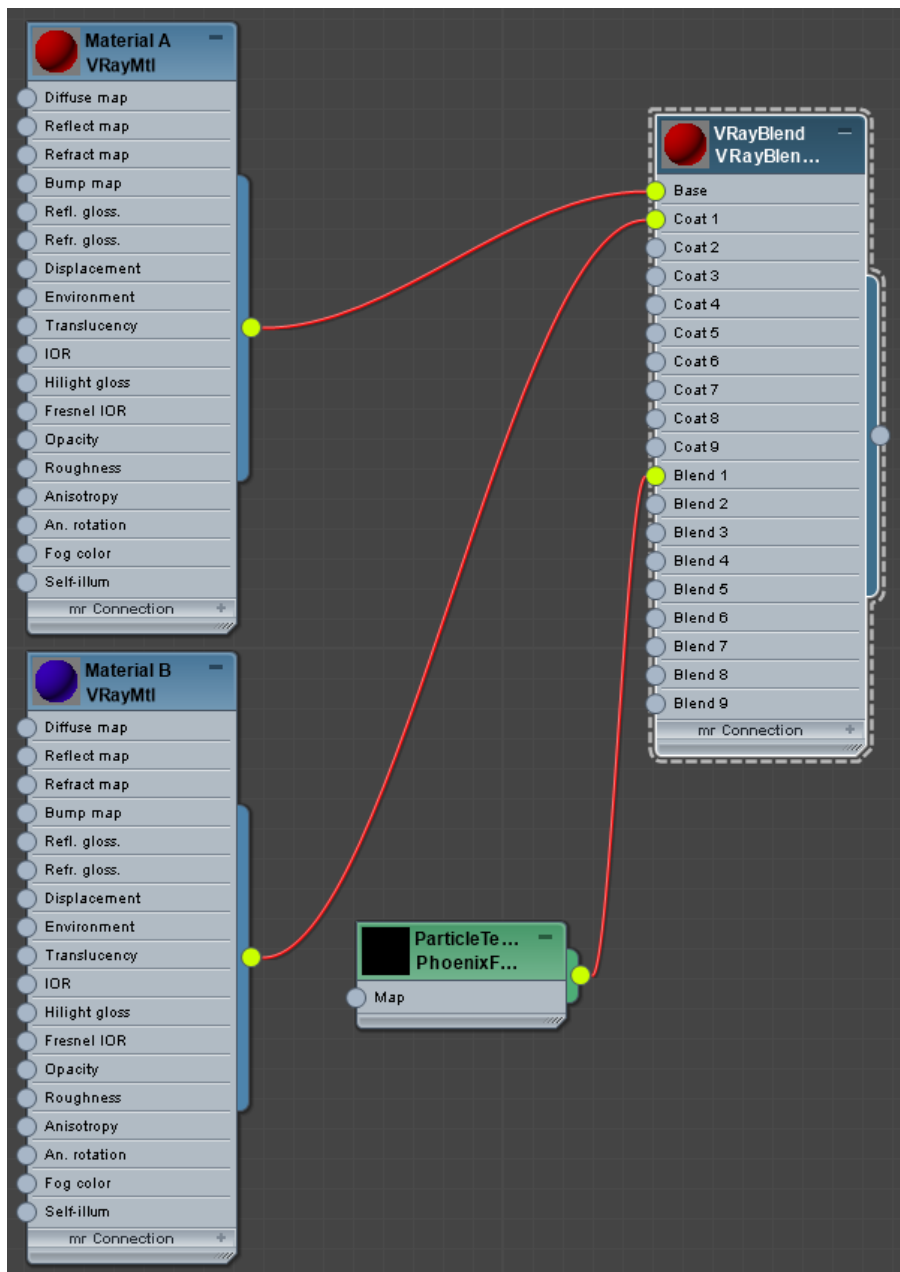 Material A
VRayMtl
Diffuse map
Reflect map
Refract map
Bump map
Refl. gloss.
Refr. gloss.
Displacement
Environment
Translucency
IOR
Hilight gloss
Fresnel IOR
Opacity
Roughness
Anisotropy
An. rotation
Fog color
Self-illum
mr Connection +
Material B
VRayMtl
Diffuse map
Reflect map
Refract map
Bump map
Refl. gloss.
Refr. gloss.
Displacement
Environment
Translucency
IOR
Hilight gloss
Fresnel IOR
Opacity
Roughness
Anisotropy
An. rotation
Fog color
Self-illum
mr Connection +
ParticleTe...
PhoenixF...
Map
VRayBlend
VRayBlen...
Base
Coat 1
Coat 2
Coat 3
Coat 4
Coat 5
Coat 6
Coat 7
Coat 8
Coat 9
Blend 1
Blend 2
Blend 3
Blend 4
Blend 5
Blend 6
Blend 7
Blend 8
Blend 9
mr Connection +